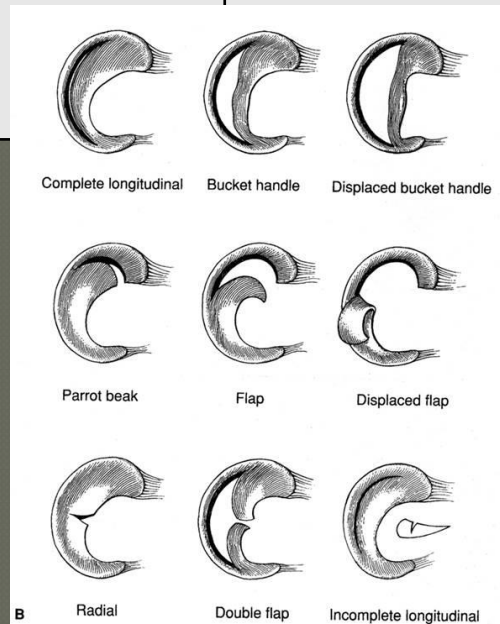 Complete longitudinal Bucket handle Displaced bucket handle
Parrot beak Flap Displaced flap
B Radial Double flap Incomplete longitudinal